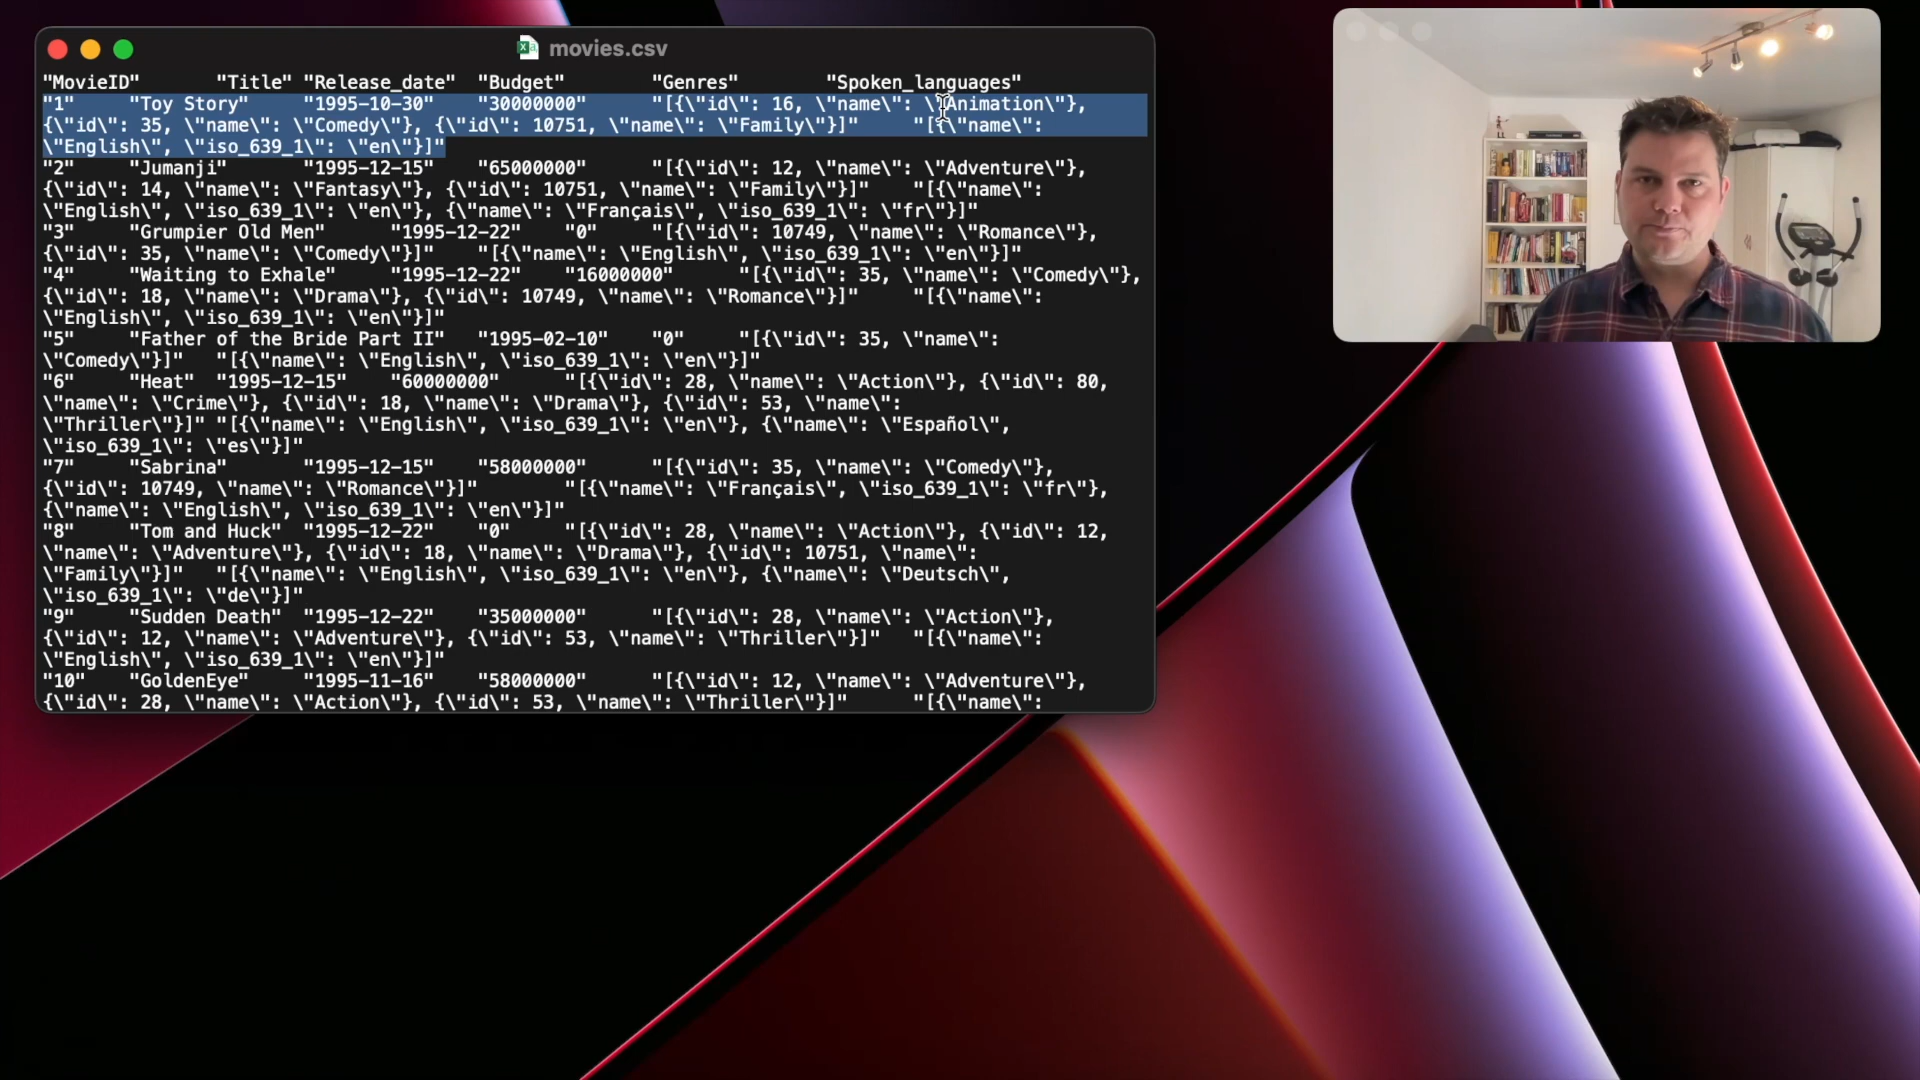 movies.csv
"MovieID"	"Title"	"Release_date"	"Budget"	"Genres"	"Spoken_languages"
"1"	"Toy Story"	"1995-10-30"	"30000000"	"[{\"id\": 16, \"name\": \"Animation\"},
{\"id\": 35, \"name\": \"Comedy\"}, {\"id\": 10751, \"name\": \"Family\"}]"	"[{\"name\":
\"English\", \"iso_639_1\": \"en\"}]"
"2"	"Jumanji"	"1995-12-15"	"65000000"	"[{\"id\": 12, \"name\": \"Adventure\"},
{\"id\": 14, \"name\": \"Fantasy\"}, {\"id\": 10751, \"name\": \"Family\"}]"	"[{\"name\":
\"English\", \"iso_639_1\": \"en\"}, {\"name\": \"Français\", \"iso_639_1\": \"fr\"}]"
"3"	"Grumpier Old Men"	"1995-12-22"	"0"	"[{\"id\": 10749, \"name\": \"Romance\"},
{\"id\": 35, \"name\": \"Comedy\"}]"	"[{\"name\": \"English\", \"iso_639_1\": \"en\"}]"
"4"	"Waiting to Exhale"	"1995-12-22"	"16000000"	"[{\"id\": 35, \"name\": \"Comedy\"},
{\"id\": 18, \"name\": \"Drama\"}, {\"id\": 10749, \"name\": \"Romance\"}]"	"[{\"name\":
\"English\", \"iso_639_1\": \"en\"}]"
"5"	"Father of the Bride Part II"	"1995-02-10"	"0"	"[{\"id\": 35, \"name\":
\"Comedy\"}]"	"[{\"name\": \"English\", \"iso_639_1\": \"en\"}]"
"6"	"Heat"	"1995-12-15"	"60000000"	"[{\"id\": 28, \"name\": \"Action\"}, {\"id\": 80,
\"name\": \"Crime\"}, {\"id\": 18, \"name\": \"Drama\"}, {\"id\": 53, \"name\":
\"Thriller\"}]"	"[{\"name\": \"English\", \"iso_639_1\": \"en\"}, {\"name\": \"Español\",
\"iso_639_1\": \"es\"}]"
"7"	"Sabrina"	"1995-12-15"	"58000000"	"[{\"id\": 35, \"name\": \"Comedy\"},
{\"id\": 10749, \"name\": \"Romance\"}]"	"[{\"name\": \"Français\", \"iso_639_1\": \"fr\"},
{\"name\": \"English\", \"iso_639_1\": \"en\"}]"
"8"	"Tom and Huck"	"1995-12-22"	"0"	"[{\"id\": 28, \"name\": \"Action\"}, {\"id\": 12,
\"name\": \"Adventure\"}, {\"id\": 18, \"name\": \"Drama\"}, {\"id\": 10751, \"name\":
\"Family\"}]"	"[{\"name\": \"English\", \"iso_639_1\": \"en\"}, {\"name\": \"Deutsch\",
\"iso_639_1\": \"de\"}]"
"9"	"Sudden Death"	"1995-12-22"	"35000000"	"[{\"id\": 28, \"name\": \"Action\"},
{\"id\": 12, \"name\": \"Adventure\"}, {\"id\": 53, \"name\": \"Thriller\"}]"	"[{\"name\":
\"English\", \"iso_639_1\": \"en\"}]"
"10"	"GoldenEye"	"1995-11-16"	"58000000"	"[{\"id\": 12, \"name\": \"Adventure\"},
{\"id\": 28, \"name\": \"Action\"}, {\"id\": 53, \"name\": \"Thriller\"}]"	"[{\"name\":